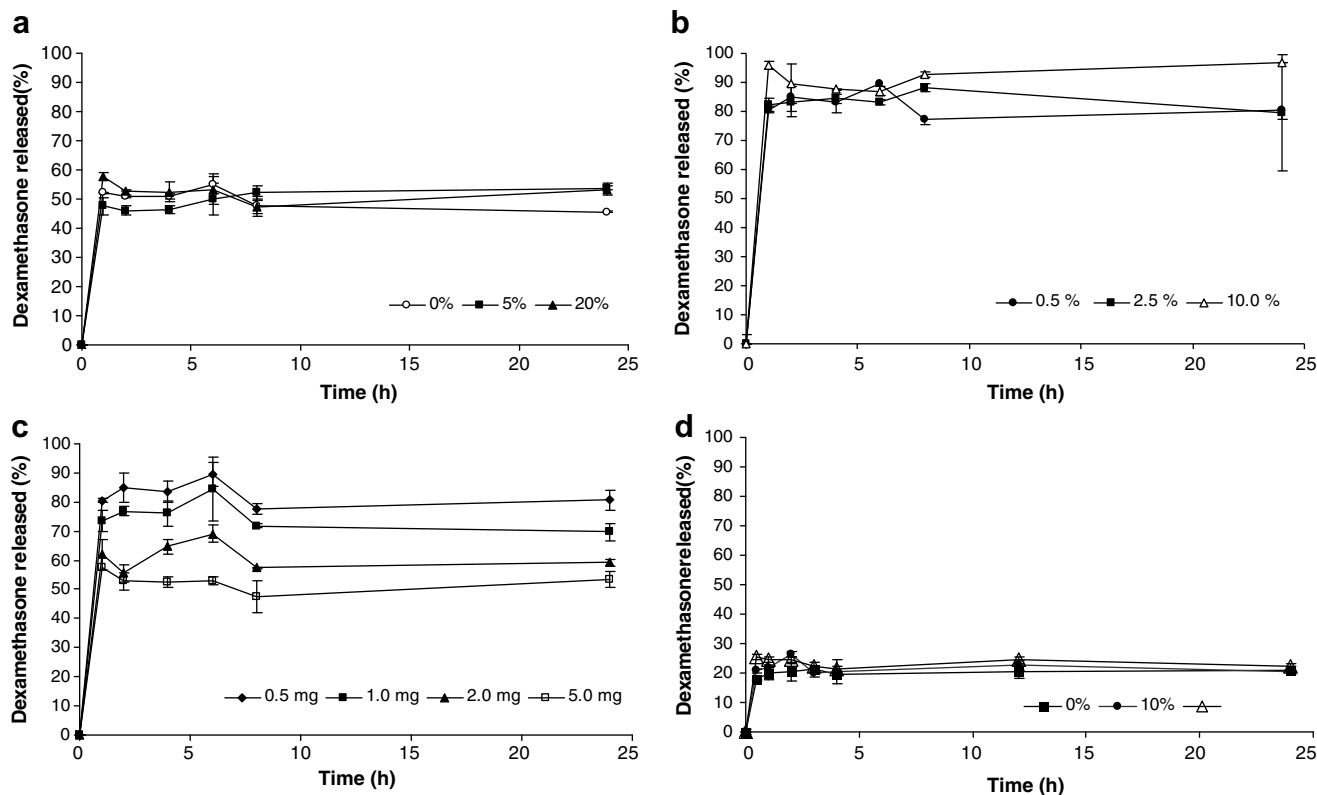 a
Dexamethasone released(%)
100
90
80
70
60
50
40
30
20
10
0
0% 5% 20%
0 5 10 15 20 25
Time (h)
b
Dexamethasone released (%)
100
90
80
70
60
50
40
30
20
10
0
0.5 % 2.5 % 10.0 %
0 5 10 15 20 25
Time (h)
c
Dexamethasone released (%)
100
90
80
70
60
50
40
30
20
10
0
0.5 mg 1.0 mg 2.0 mg 5.0 mg
0 5 10 15 20 25
Time (h)
d
Dexamethasonereleased(%)
100
90
80
70
60
50
40
30
20
10
0
0% 10%
0 5 10 15 20 25
Time (h)